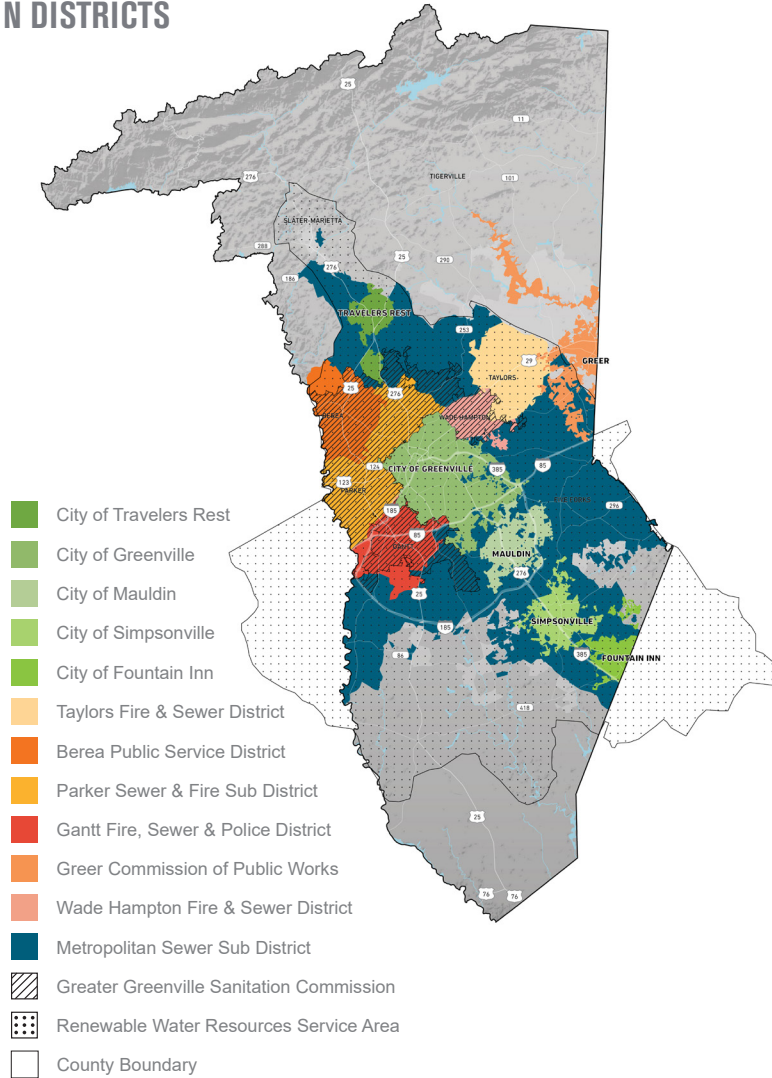 N DISTRICTS
25
11
TIGERVILLE
101
276
SLATER-MARIETTA
288
25
290
276
186
TRAVELERS REST
253
29
GREER
TAYLORS
25
276
BEREA
WADE HAMPTON
124
CITY OF GREENVILLE
385
85
123
PARKER
296
185
85
GANTT
MAULDIN
276
25
SIMPSONVILLE
185
86
385
FOUNTAIN INN
418
25
76
76
City of Travelers Rest
City of Greenville
City of Mauldin
City of Simpsonville
City of Fountain Inn
Taylors Fire & Sewer District
Berea Public Service District
Parker Sewer & Fire Sub District
Gantt Fire, Sewer & Police District
Greer Commission of Public Works
Wade Hampton Fire & Sewer District
Metropolitan Sewer Sub District
Greater Greenville Sanitation Commission
Renewable Water Resources Service Area
County Boundary